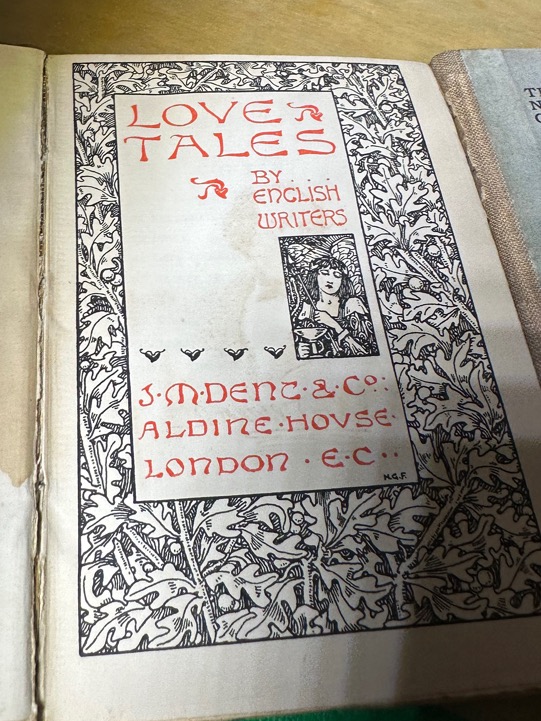 LOVE
TALES
BY . . .
ENGLISH
WRITERS
J·M·DENT·&·Co:
ALDINE·HOVSE·
LONDON·E·C··
H.G.F.